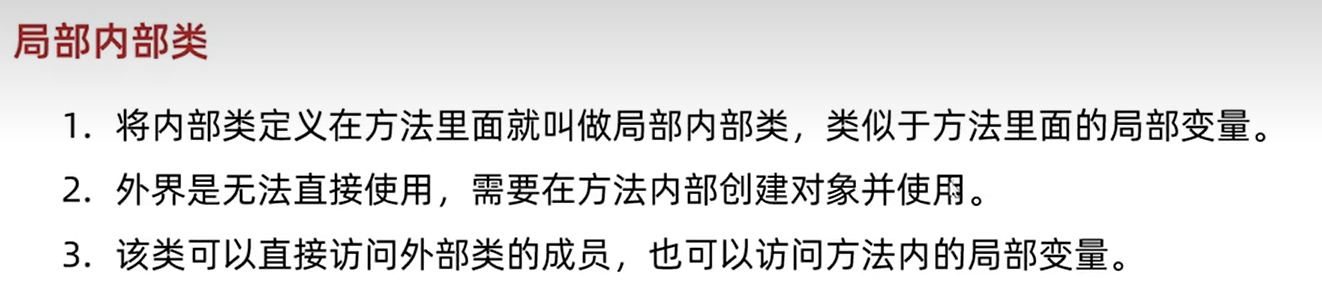 局部内部类
1. 将内部类定义在方法里面就叫做局部内部类，类似于方法里面的局部变量。
2. 外界是无法直接使用，需要在方法内部创建对象并使用。
3. 该类可以直接访问外部类的成员，也可以访问方法内的局部变量。